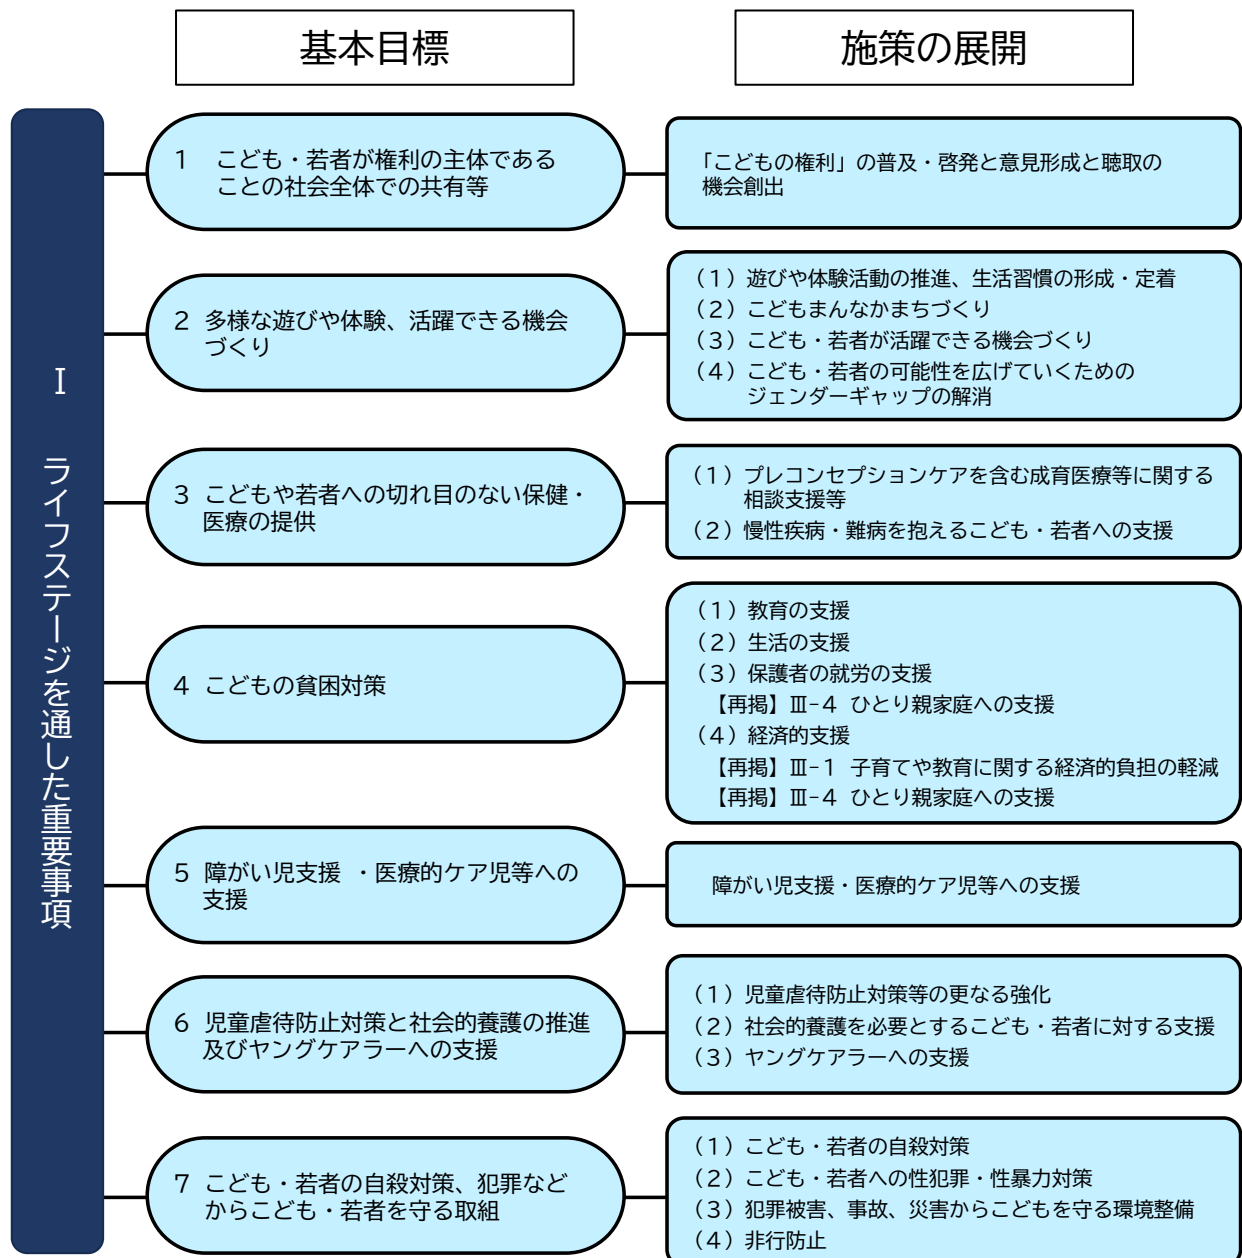 基本目標
施策の展開
Ⅰ ライフステージを通した重要事項
1 こども・若者が権利の主体である
ことの社会全体での共有等
「こどもの権利」の普及・啓発と意見形成と聴取の
機会創出
2 多様な遊びや体験、活躍できる機会
づくり
（1）遊びや体験活動の推進、生活習慣の形成・定着
（2）こどもまんなかまちづくり
（3）こども・若者が活躍できる機会づくり
（4）こども・若者の可能性を広げていくための
ジェンダーギャップの解消
3 こどもや若者への切れ目のない保健・
医療の提供
（1）プレコンセプションケアを含む成育医療等に関する
相談支援等
（2）慢性疾病・難病を抱えるこども・若者への支援
4 こどもの貧困対策
（1）教育の支援
（2）生活の支援
（3）保護者の就労の支援
【再掲】Ⅲ-4 ひとり親家庭への支援
（4）経済的支援
【再掲】Ⅲ-1 子育てや教育に関する経済的負担の軽減
【再掲】Ⅲ-4 ひとり親家庭への支援
5 障がい児支援 ・医療的ケア児等への
支援
障がい児支援・医療的ケア児等への支援
6 児童虐待防止対策と社会的養護の推進
及びヤングケアラーへの支援
（1）児童虐待防止対策等の更なる強化
（2）社会的養護を必要とするこども・若者に対する支援
（3）ヤングケアラーへの支援
7 こども・若者の自殺対策、犯罪など
からこども・若者を守る取組
（1）こども・若者の自殺対策
（2）こども・若者への性犯罪・性暴力対策
（3）犯罪被害、事故、災害からこどもを守る環境整備
（4）非行防止